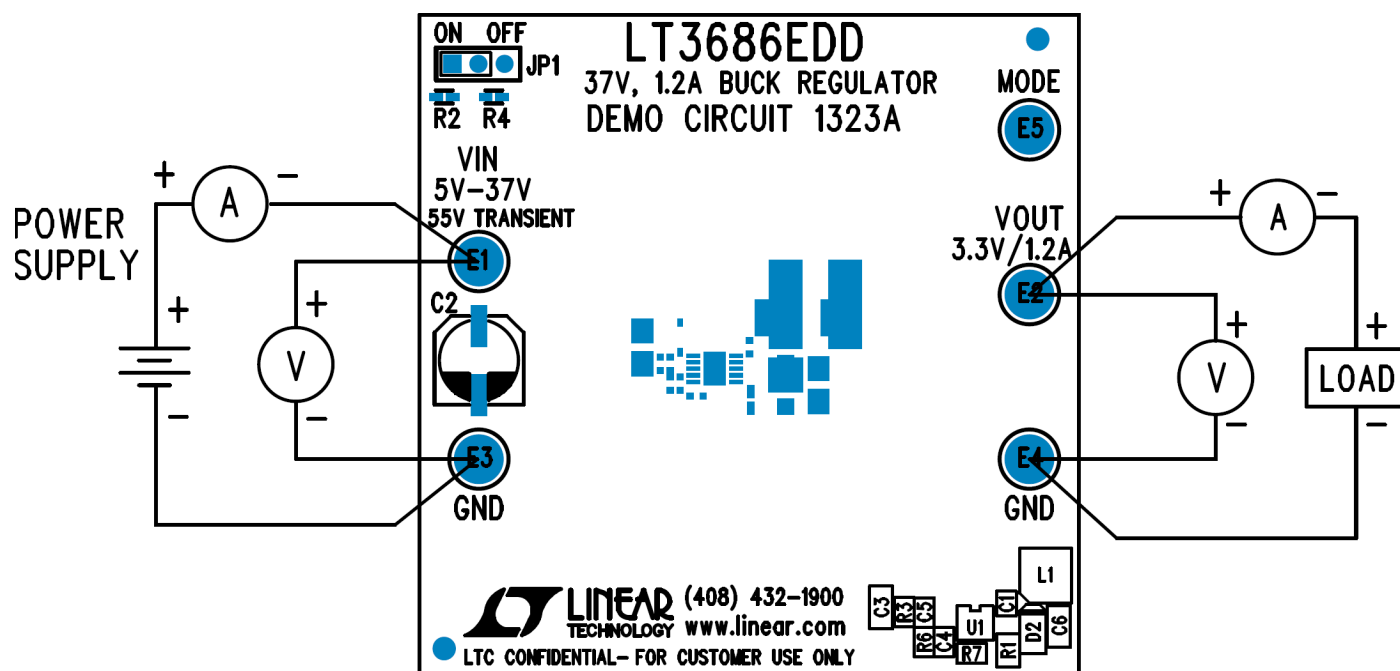 ON OFF
JP1
R2 R4
LT3686EDD
37V, 1.2A BUCK REGULATOR
DEMO CIRCUIT 1323A
MODE
E5
VIN
5V-37V
55V TRANSIENT
E1
C2
E3
GND
POWER
SUPPLY
+ A -
+
-
+
V
-
VOUT
3.3V/1.2A
E2
E4
GND
+ A -
+
V
-
+
LOAD
-
LINEAR
TECHNOLOGY
(408) 432-1900
www.linear.com
LTC CONFIDENTIAL- FOR CUSTOMER USE ONLY
C3
R3
C5
R6
C4
U1
R7
C1
R1
D2
C6
L1